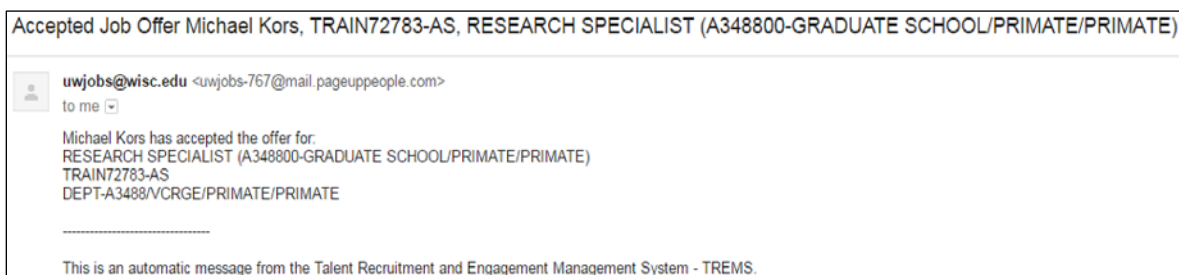 Accepted Job Offer Michael Kors, TRAIN72783-AS, RESEARCH SPECIALIST (A348800-GRADUATE SCHOOL/PRIMATE/PRIMATE)
uwjobs@wisc.edu <uwjobs-767@mail.pageuppeople.com>
to me
Michael Kors has accepted the offer for:
RESEARCH SPECIALIST (A348800-GRADUATE SCHOOL/PRIMATE/PRIMATE)
TRAIN72783-AS
DEPT-A3488/VCRGE/PRIMATE/PRIMATE
---------------------------------
This is an automatic message from the Talent Recruitment and Engagement Management System - TREMS.